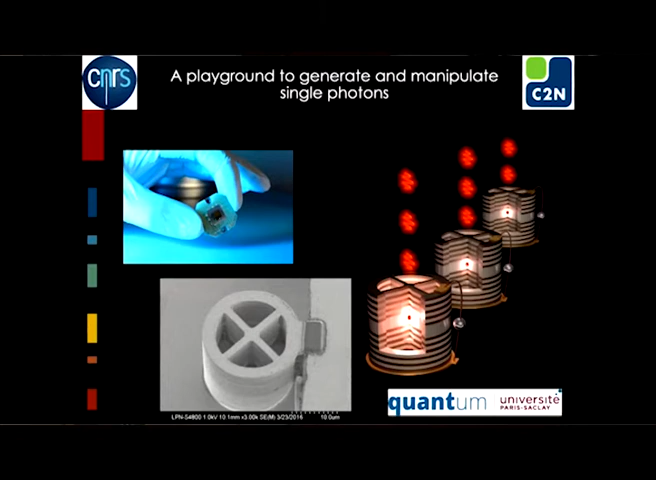 cnrs
A playground to generate and manipulate
single photons
C2N
LPN-S4800 1.0kV 10.1mm x3.00k SE(M) 3/23/2016 10.0um
quantum
université
PARIS-SACLAY